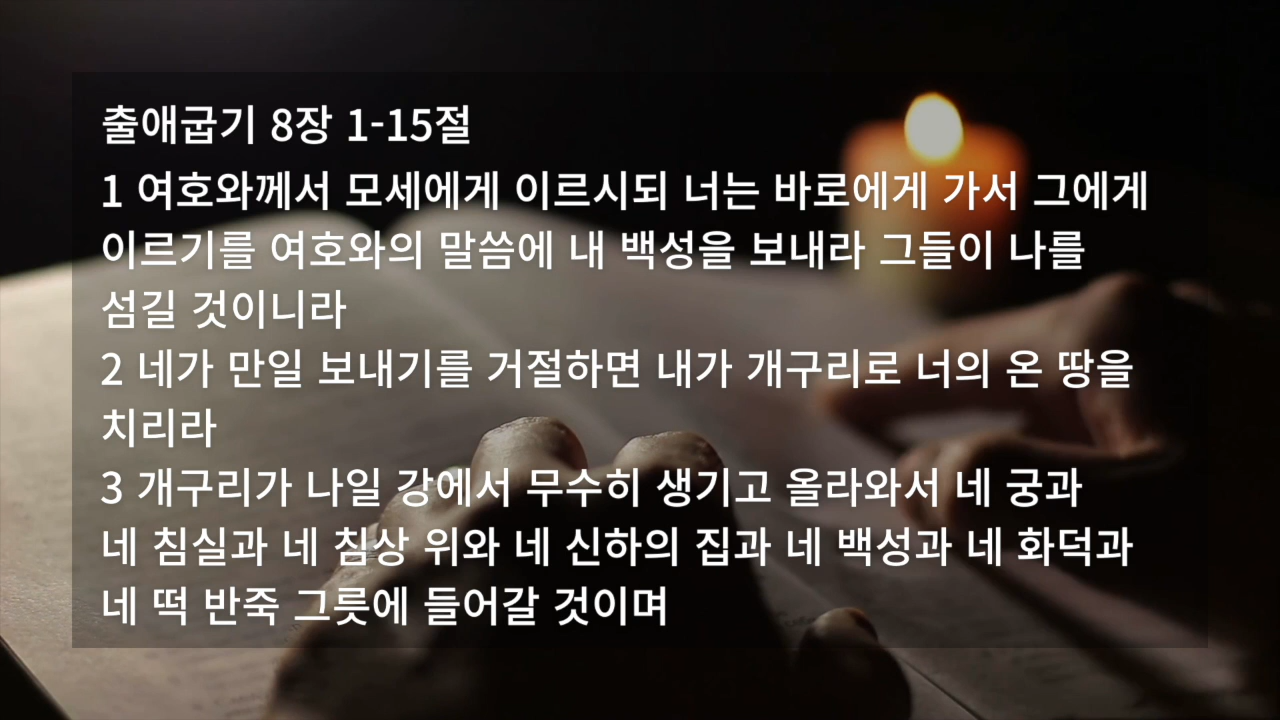 출애굽기 8장 1-15절
1 여호와께서 모세에게 이르시되 너는 바로에게 가서 그에게
이르기를 여호와의 말씀에 내 백성을 보내라 그들이 나를
섬길 것이니라
2 네가 만일 보내기를 거절하면 내가 개구리로 너의 온 땅을
치리라
3 개구리가 나일 강에서 무수히 생기고 올라와서 네 궁과
네 침실과 네 침상 위와 네 신하의 집과 네 백성과 네 화덕과
네 떡 반죽 그릇에 들어갈 것이며